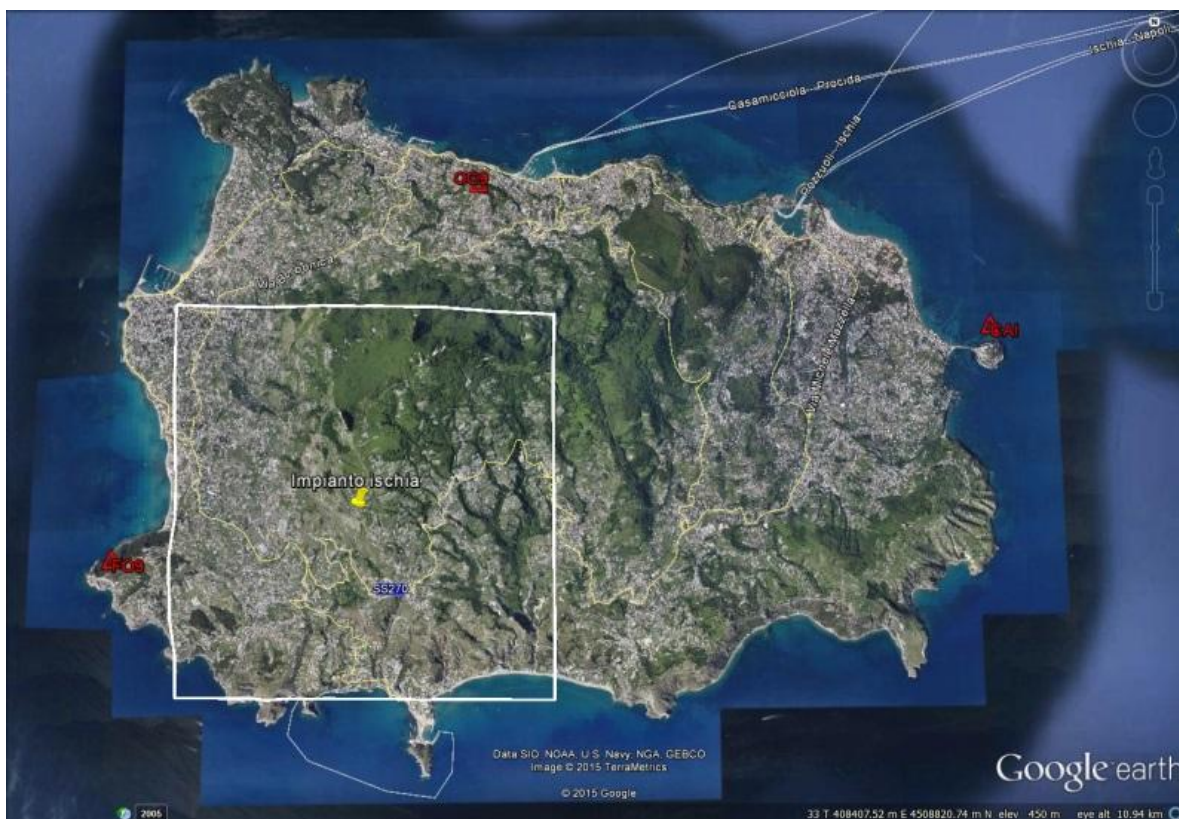 Ischia - Napoli
Casamicciola - Procida
Pozzuoli - Ischia
Impianto ischia
SS270
Data SIO, NOAA, U.S. Navy, NGA, GEBCO
Image © 2015 TerraMetrics
© 2015 Google
Google earth
2005
33 T 408407.52 m E 4508820.74 m N elev 450 m eye alt 10.94 km